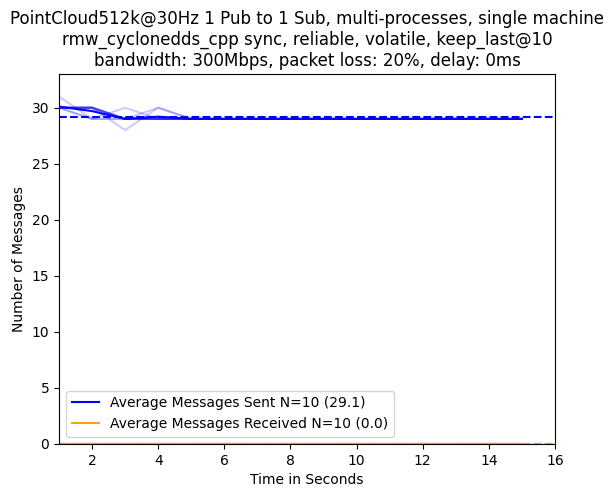 PointCloud512k@30Hz 1 Pub to 1 Sub, multi-processes, single machine
rmw_cyclonedds_cpp sync, reliable, volatile, keep_last@10
bandwidth: 300Mbps, packet loss: 20%, delay: 0ms
Number of Messages
30
25
20
15
10
5
0
Average Messages Sent N=10 (29.1)
Average Messages Received N=10 (0.0)
2 4 6 8 10 12 14 16
Time in Seconds